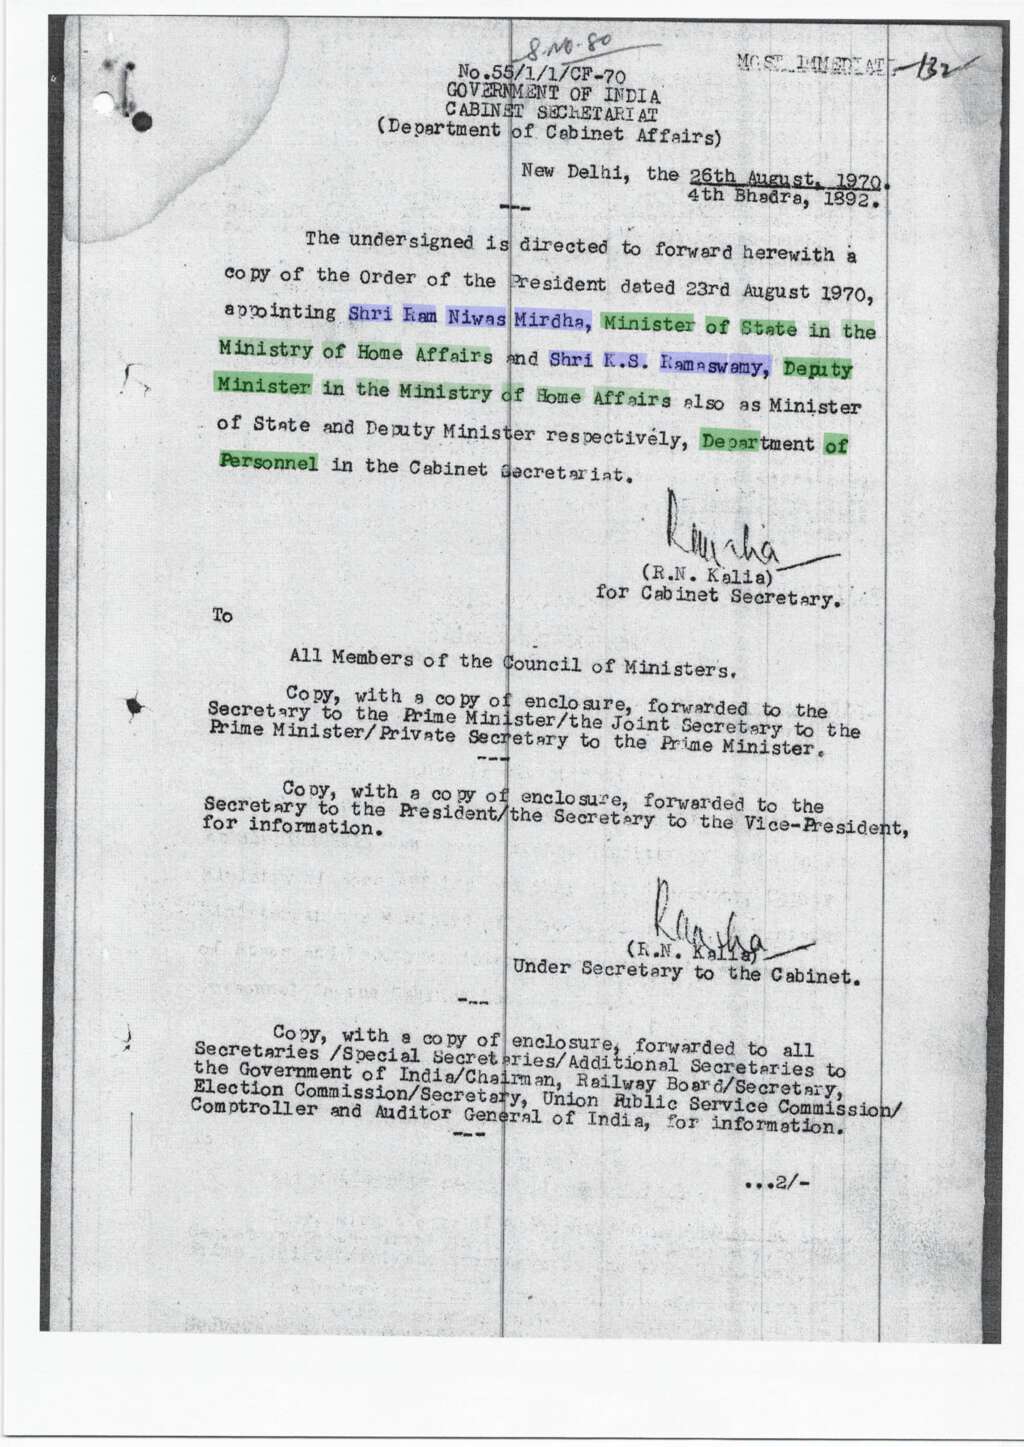 S.No.80
No.55/1/1/CF-70
MOST IMMEDIATE
132
GOVERNMENT OF INDIA
CABINET SECRETARIAT
(Department of Cabinet Affairs)
New Delhi, the 26th August, 1970.
4th Bhadra, 1892.
The undersigned is directed to forward herewith a
copy of the Order of the President dated 23rd August 1970,
appointing Shri Ram Niwas Mirdha, Minister of State in the
Ministry of Home Affairs and Shri K.S. Ramaswamy, Deputy
Minister in the Ministry of Home Affairs also as Minister
of State and Deputy Minister respectively, Department of
Personnel in the Cabinet Secretariat.
(R.N. Kalia)
for Cabinet Secretary.
To
All Members of the Council of Ministers.
Copy, with a copy of enclosure, forwarded to the
Secretary to the Prime Minister/the Joint Secretary to the
Prime Minister/Private Secretary to the Prime Minister.
Copy, with a copy of enclosure, forwarded to the
Secretary to the President/the Secretary to the Vice-President,
for information.
(R.N. Kalia)
Under Secretary to the Cabinet.
Copy, with a copy of enclosure, forwarded to all
Secretaries /Special Secretaries/Additional Secretaries to
the Government of India/Chairman, Railway Board/Secretary,
Election Commission/Secretary, Union Public Service Commission/
Comptroller and Auditor General of India, for information.
...2/-